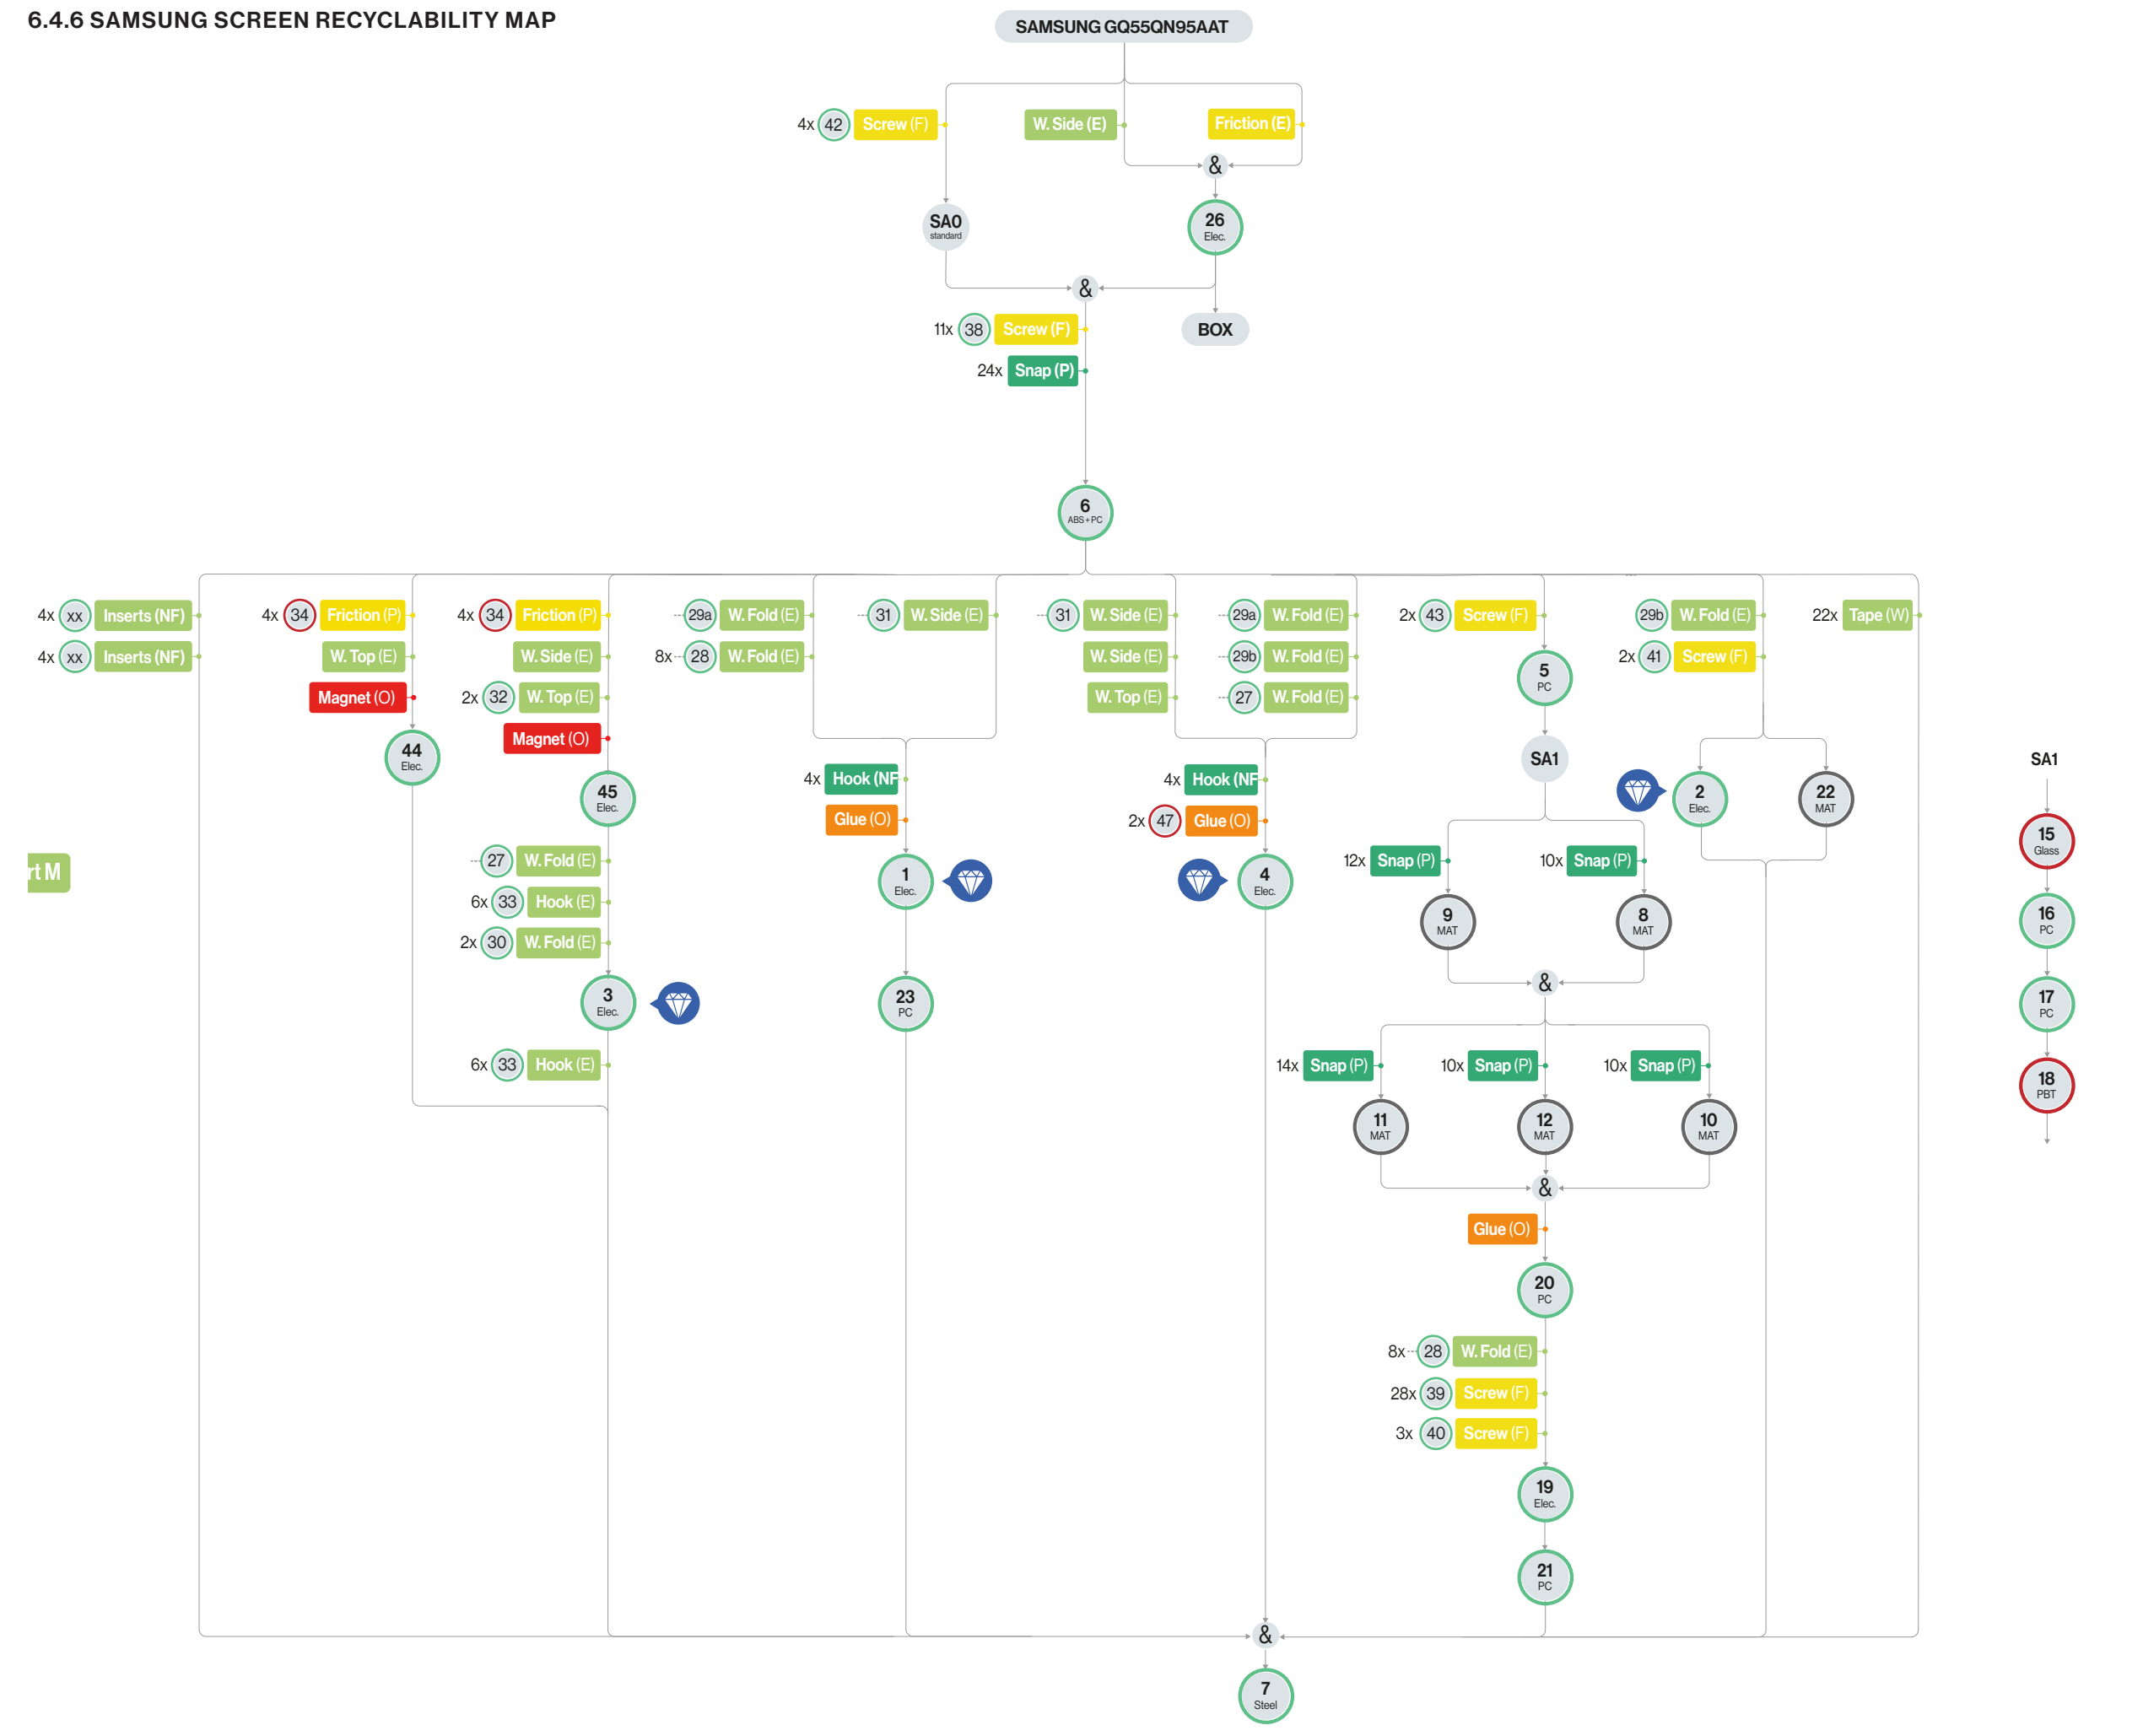 6.4.6 SAMSUNG SCREEN RECYCLABILITY MAP
SAMSUNG GQ55QN95AAT
4x 42 Screw (F)
W. Side (E)
Friction (E)
&
SA0
standard
26
Elec.
&
BOX
11x 38 Screw (F)
24x Snap (P)
6
ABS+PC
4x xx Inserts (NF)
4x xx Inserts (NF)
4x 34 Friction (P)
W. Top (E)
Magnet (O)
44
Elec.
4x 34 Friction (P)
W. Side (E)
2x 32 W. Top (E)
Magnet (O)
45
Elec.
27 W. Fold (E)
6x 33 Hook (E)
2x 30 W. Fold (E)
3
Elec.
6x 33 Hook (E)
29a W. Fold (E)
8x 28 W. Fold (E)
31 W. Side (E)
4x Hook (NF
Glue (O)
1
Elec.
23
PC
31 W. Side (E)
W. Side (E)
W. Top (E)
29a W. Fold (E)
29b W. Fold (E)
27 W. Fold (E)
4x Hook (NF
2x 47 Glue (O)
4
Elec.
2x 43 Screw (F)
5
PC
SA1
12x Snap (P)
10x Snap (P)
9
MAT
8
MAT
&
14x Snap (P)
10x Snap (P)
10x Snap (P)
11
MAT
12
MAT
10
MAT
&
Glue (O)
20
PC
8x 28 W. Fold (E)
28x 39 Screw (F)
3x 40 Screw (F)
19
Elec.
21
PC
29b W. Fold (E)
2x 41 Screw (F)
2
Elec.
22
MAT
22x Tape (W)
&
7
Steel
rt M
SA1
15
Glass
16
PC
17
PC
18
PBT